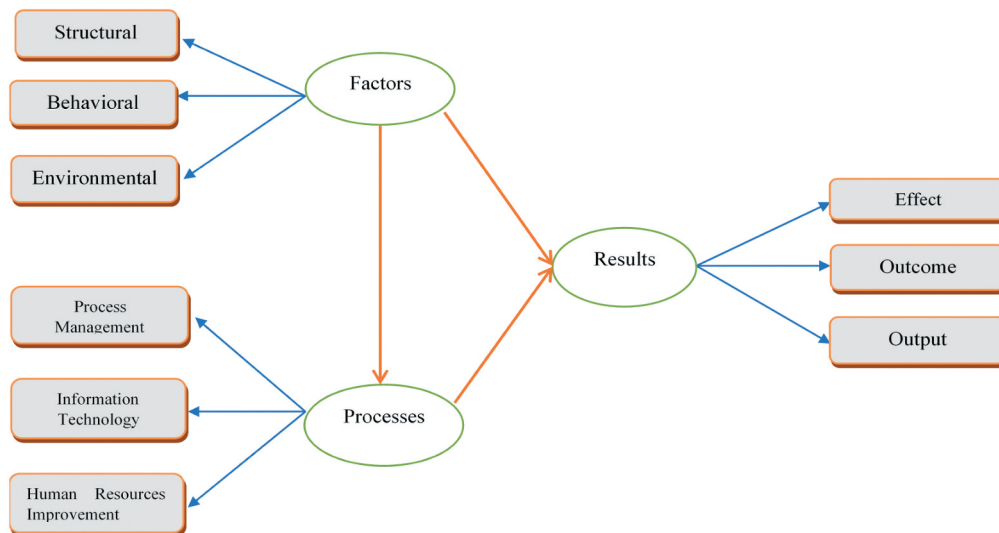 Structural
Behavioral
Environmental
Factors
Process
Management
Information
Technology
Human Resources
Improvement
Processes
Results
Effect
Outcome
Output